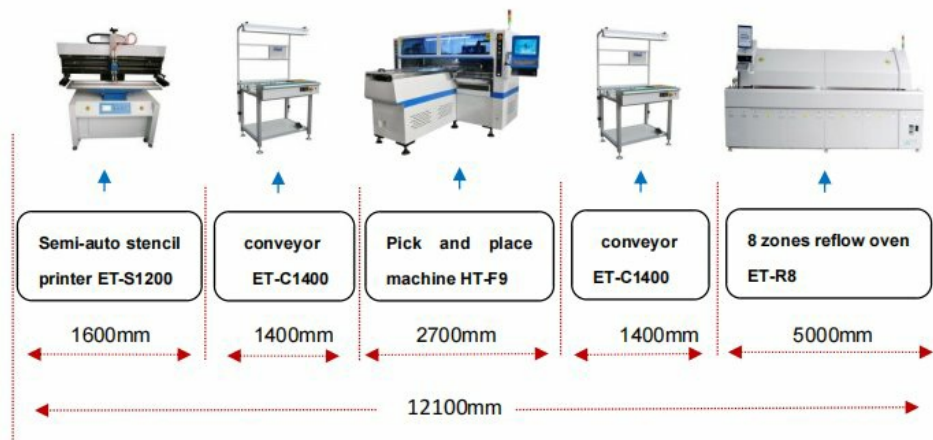 Semi-auto stencil
printer ET-S1200
conveyor
ET-C1400
Pick and place
machine HT-F9
conveyor
ET-C1400
8 zones reflow oven
ET-R8
1600mm
1400mm
2700mm
1400mm
5000mm
12100mm